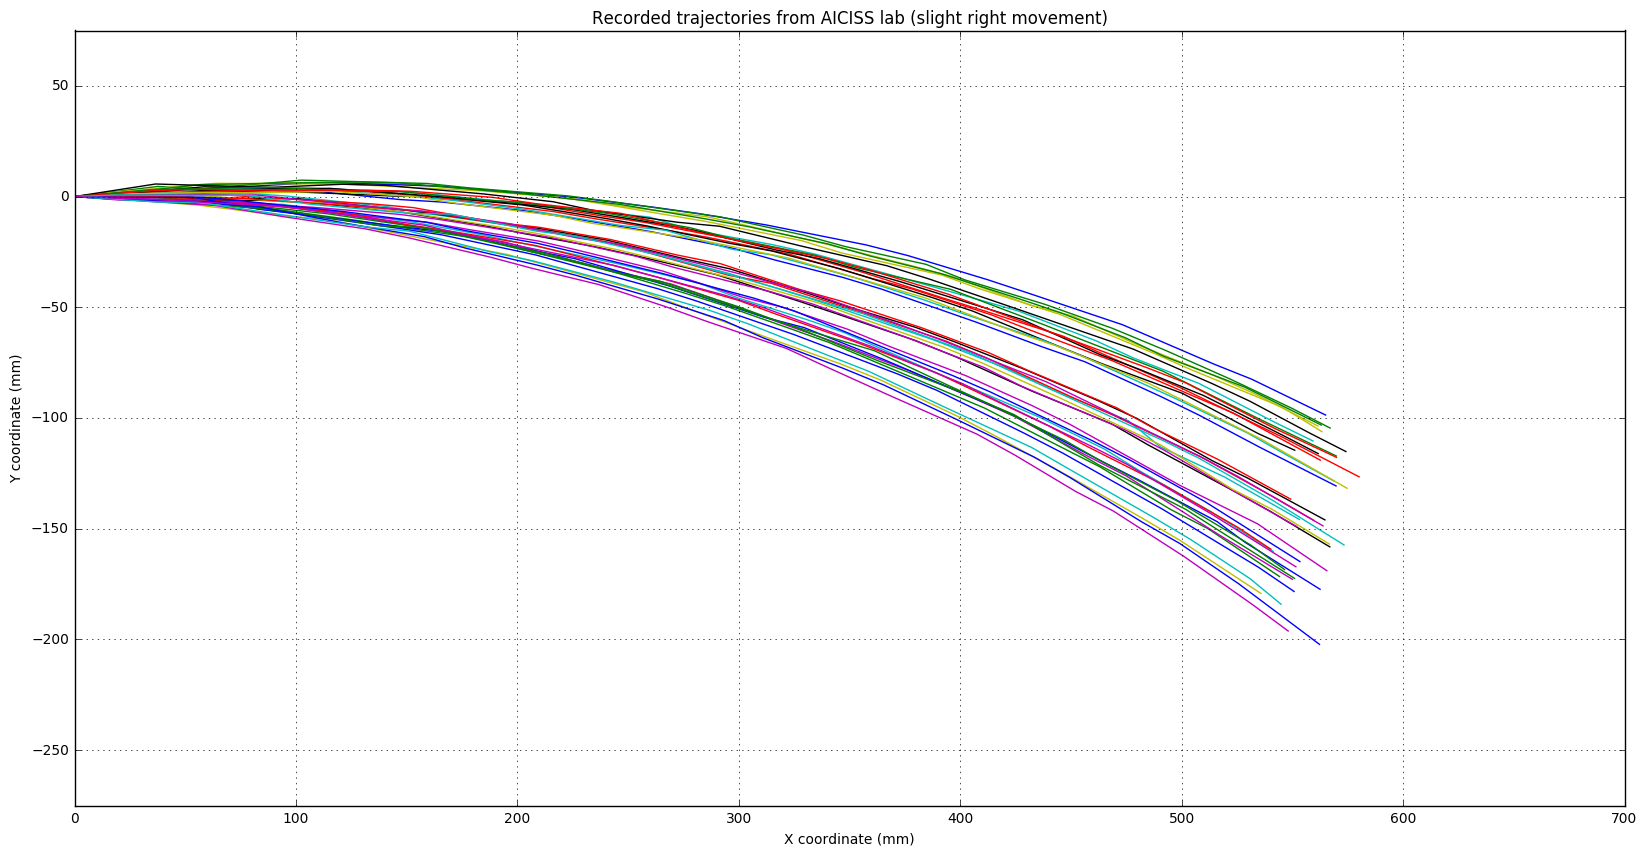 Recorded trajectories from AICISS lab (slight right movement)
50
0
−50
−100
−150
−200
−250
Y coordinate (mm)
0 100 200 300 400 500 600 700
X coordinate (mm)